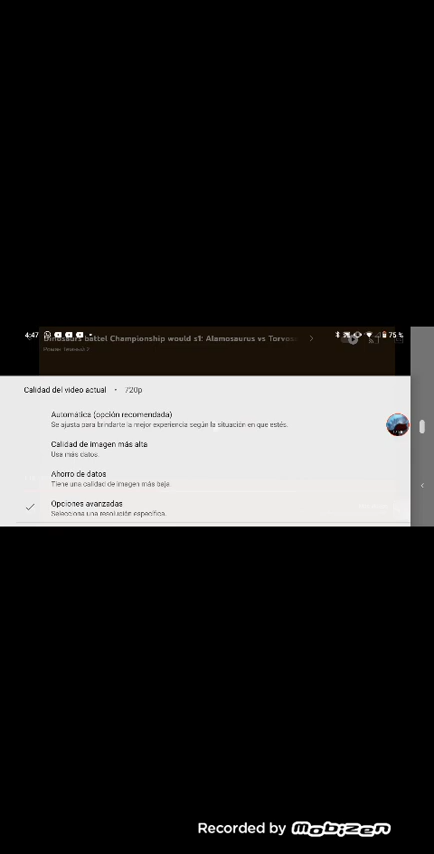 4:47
75 %
Dinosaurs battel Championship would s1: Alamosaurus vs Torvos
Calidad del video actual • 720p
Automática (opción recomendada)
Se ajusta para brindarte la mejor experiencia según la situación en que estés.
Calidad de imagen más alta
Usa más datos.
Ahorro de datos
Tiene una calidad de imagen más baja
Opciones avanzadas
Selecciona una resolución específica.
Recorded by Mobizen